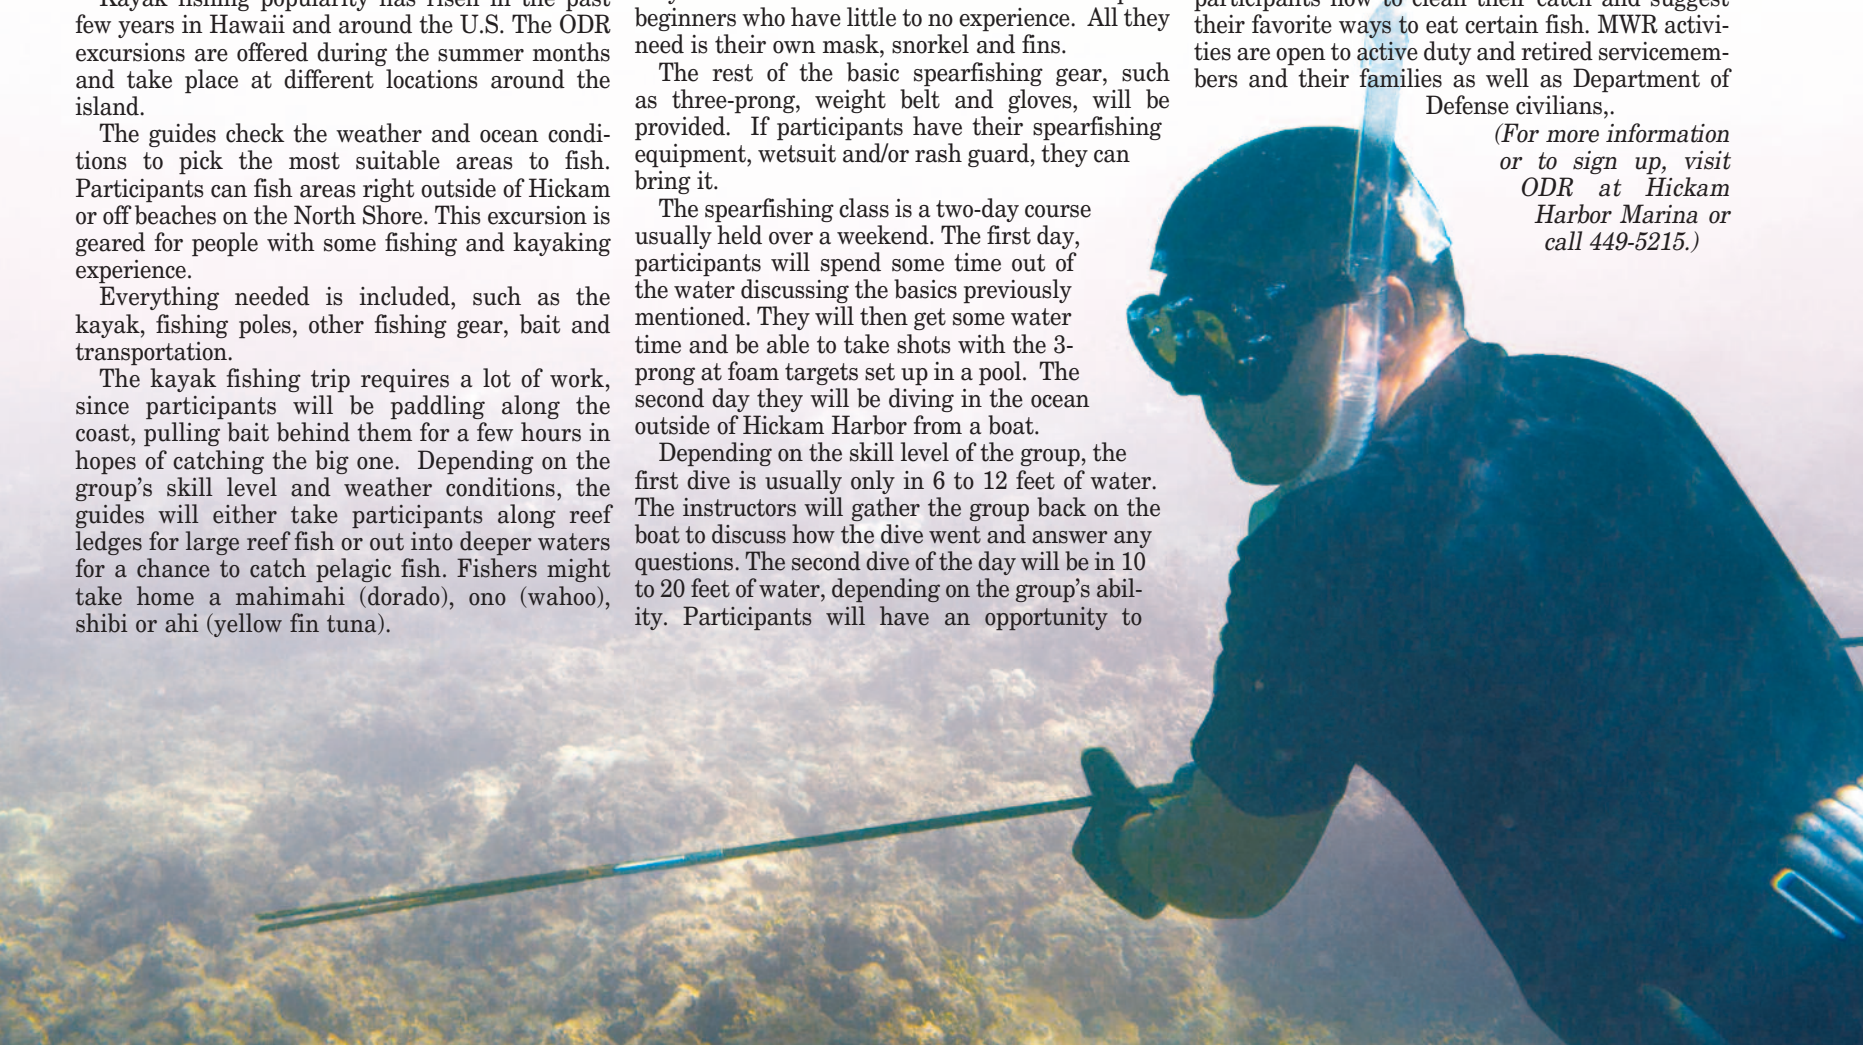 Kayak fishing popularity has risen in the past
few years in Hawaii and around the U.S. The ODR
excursions are offered during the summer months
and take place at different locations around the
island.
The guides check the weather and ocean condi-
tions to pick the most suitable areas to fish.
Participants can fish areas right outside of Hickam
or off beaches on the North Shore. This excursion is
geared for people with some fishing and kayaking
experience.
Everything needed is included, such as the
kayak, fishing poles, other fishing gear, bait and
transportation.
The kayak fishing trip requires a lot of work,
since participants will be paddling along the
coast, pulling bait behind them for a few hours in
hopes of catching the big one.  Depending on the
group's skill level and weather conditions, the
guides will either take participants along reef
ledges for large reef fish or out into deeper waters
for a chance to catch pelagic fish. Fishers might
take home a mahimahi (dorado), ono (wahoo),
shibi or ahi (yellow fin tuna).
beginners who have little to no experience.  All they
need is their own mask, snorkel and fins.
The rest of the basic spearfishing gear, such
as three-prong, weight belt and gloves, will be
provided.  If participants have their spearfishing
equipment, wetsuit and/or rash guard, they can
bring it.
The spearfishing class is a two-day course
usually held over a weekend. The first day,
participants will spend some time out of
the water discussing the basics previously
mentioned. They will then get some water
time and be able to take shots with the 3-
prong at foam targets set up in a pool.  The
second day they will be diving in the ocean
outside of Hickam Harbor from a boat.
Depending on the skill level of the group, the
first dive is usually only in 6 to 12 feet of water.
The instructors will gather the group back on the
boat to discuss how the dive went and answer any
questions. The second dive of the day will be in 10
to 20 feet of water, depending on the group's abil-
ity. Participants will have an opportunity to
participants how to clean their catch and suggest
their favorite ways to eat certain fish. MWR activi-
ties are open to active duty and retired servicemem-
bers and their families as well as Department of
Defense civilians,.
(For more information
or to sign up, visit
ODR at Hickam
Harbor Marina or
call 449-5215.)